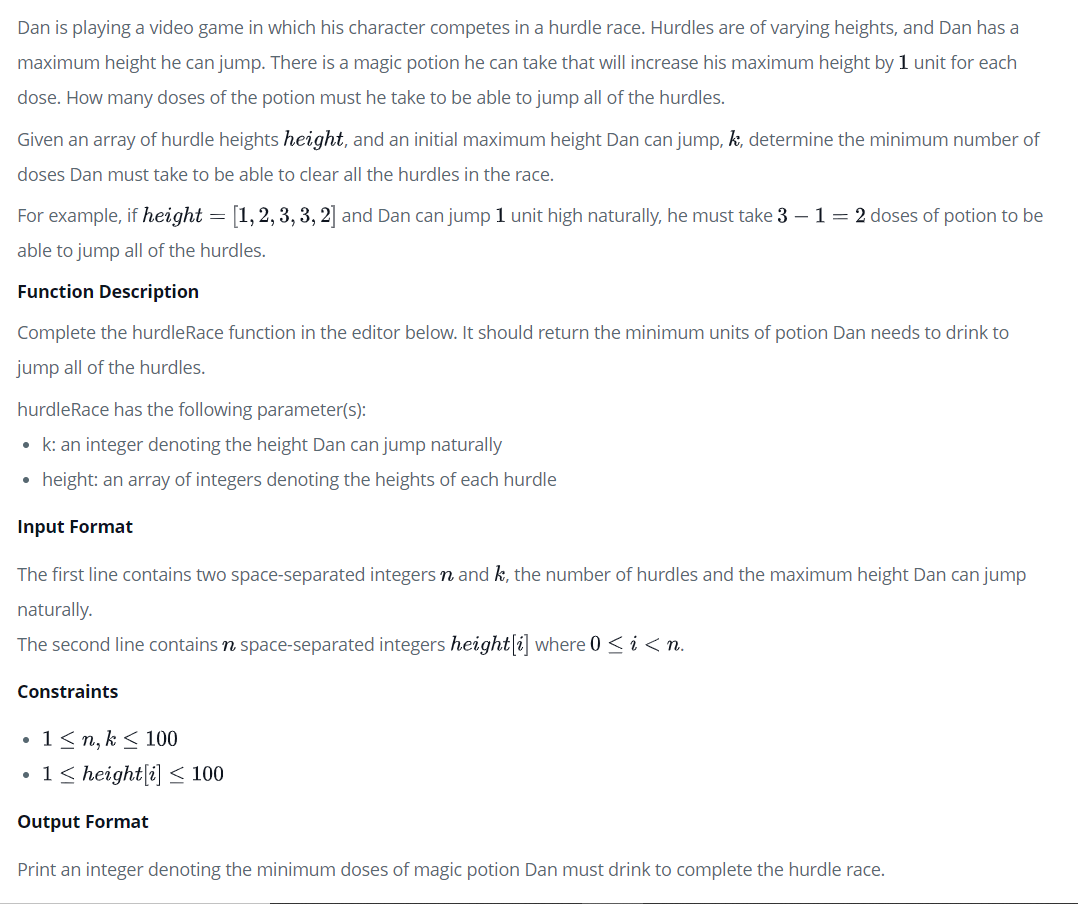 Dan is playing a video game in which his character competes in a hurdle race. Hurdles are of varying heights, and Dan has a
maximum height he can jump. There is a magic potion he can take that will increase his maximum height by 1 unit for each
dose. How many doses of the potion must he take to be able to jump all of the hurdles.
Given an array of hurdle heights height, and an initial maximum height Dan can jump, k, determine the minimum number of
doses Dan must take to be able to clear all the hurdles in the race.
For example, if height = [1, 2, 3, 3, 2] and Dan can jump 1 unit high naturally, he must take 3 − 1 = 2 doses of potion to be
able to jump all of the hurdles.
Function Description
Complete the hurdleRace function in the editor below. It should return the minimum units of potion Dan needs to drink to
jump all of the hurdles.
hurdleRace has the following parameter(s):
• k: an integer denoting the height Dan can jump naturally
• height: an array of integers denoting the heights of each hurdle
Input Format
The first line contains two space-separated integers n and k, the number of hurdles and the maximum height Dan can jump
naturally.
The second line contains n space-separated integers height[i] where 0 ≤ i < n.
Constraints
• 1 ≤ n, k ≤ 100
• 1 ≤ height[i] ≤ 100
Output Format
Print an integer denoting the minimum doses of magic potion Dan must drink to complete the hurdle race.